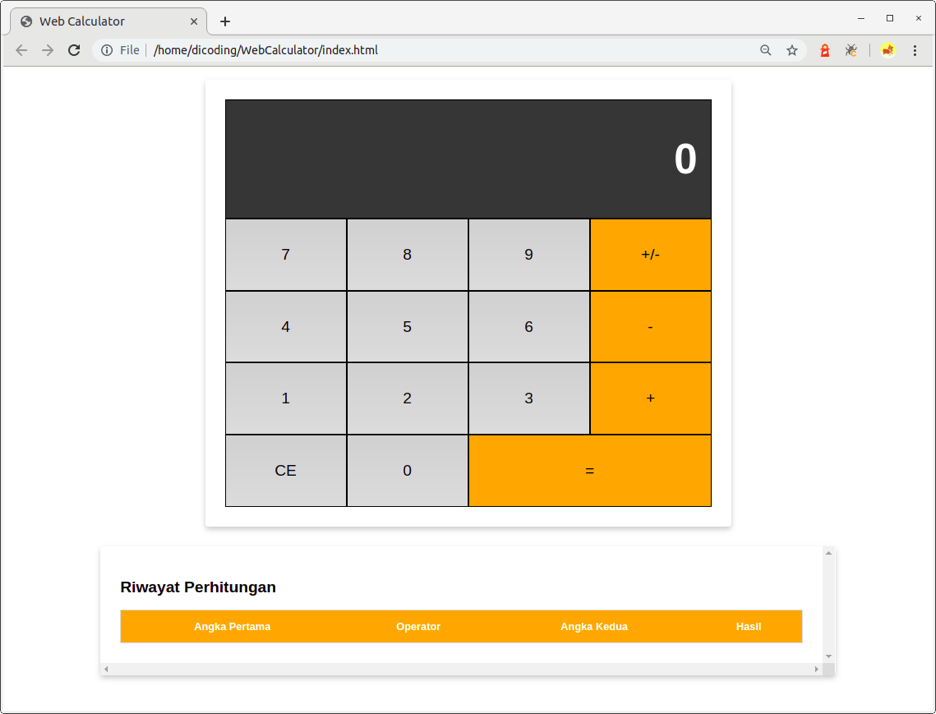 Web Calculator
File | /home/dicoding/WebCalculator/index.html
0
7 8 9 +/-
4 5 6 -
1 2 3 +
CE 0 =
Riwayat Perhitungan
Angka Pertama Operator Angka Kedua Hasil